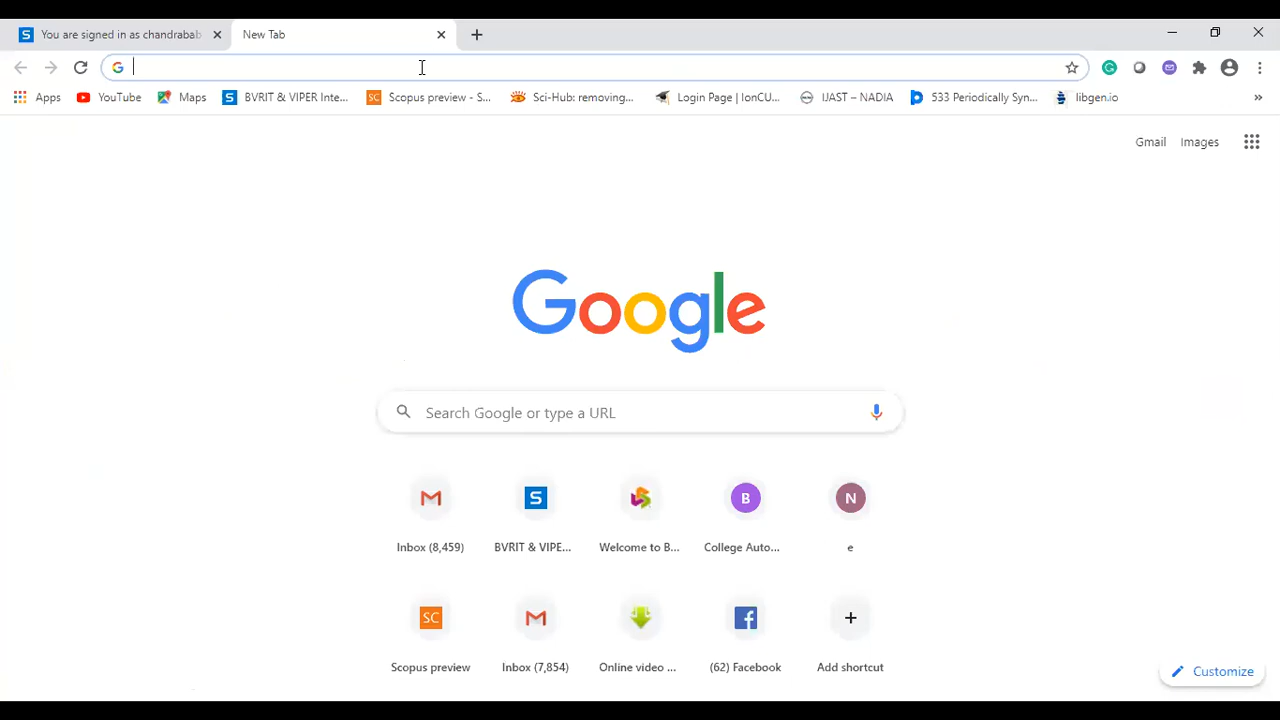 You are signed in as chandrabab
New Tab
Apps YouTube Maps BVRIT & VIPER Inte... Scopus preview - S... Sci-Hub: removing... Login Page | IonCU... IJAST – NADIA 533 Periodically Syn... libgen.io »
Gmail Images
Google
Search Google or type a URL
Inbox (8,459) BVRIT & VIPE... Welcome to B... College Auto... e
Scopus preview Inbox (7,854) Online video ... (62) Facebook Add shortcut
Customize